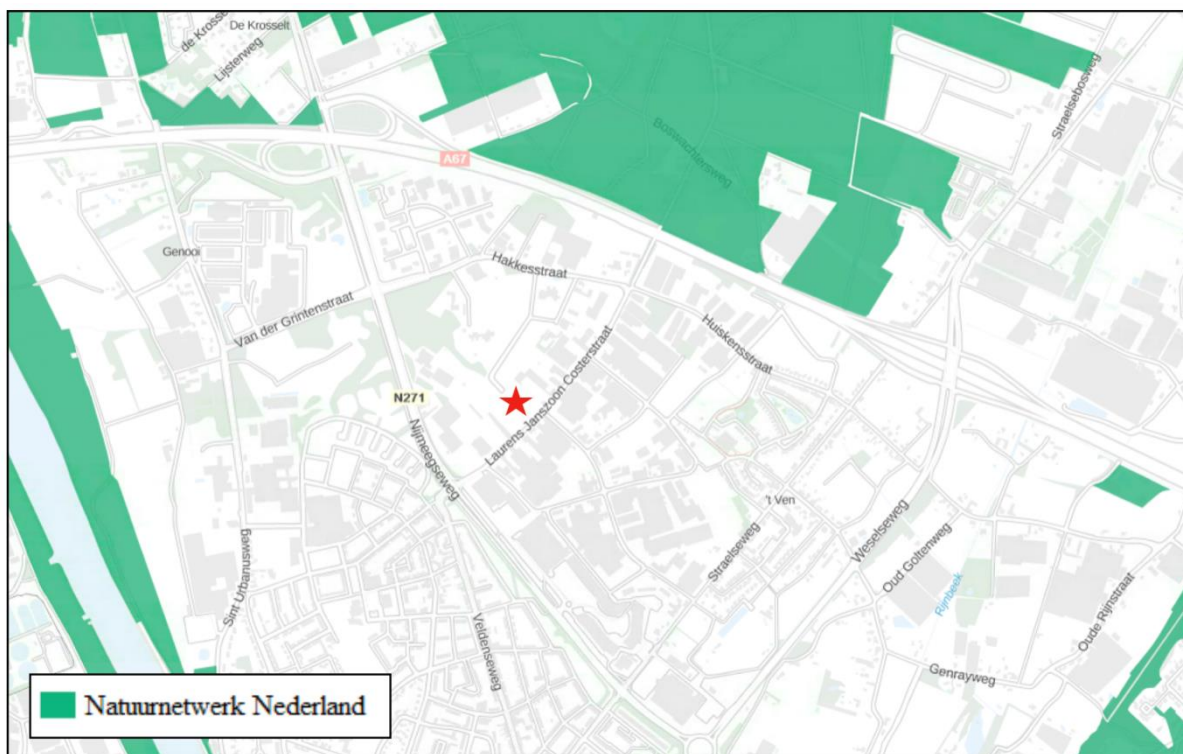 de Krosselt
De Krosselt
Lijsterweg
Straelsebosweg
A67
Boswachtersweg
Genooi
Hakkesstraat
Van der Grintenstraat
Huiskensstraat
N271
Laurens Janszoon Costerstraat
Nijmeegseweg
't Ven
Straelseweg
Weselseweg
Oud Goltenweg
Sint Urbanusweg
Rijnbeek
Oude Rijnstraat
Veldenseweg
Genrayweg
Natuurnetwerk Nederland